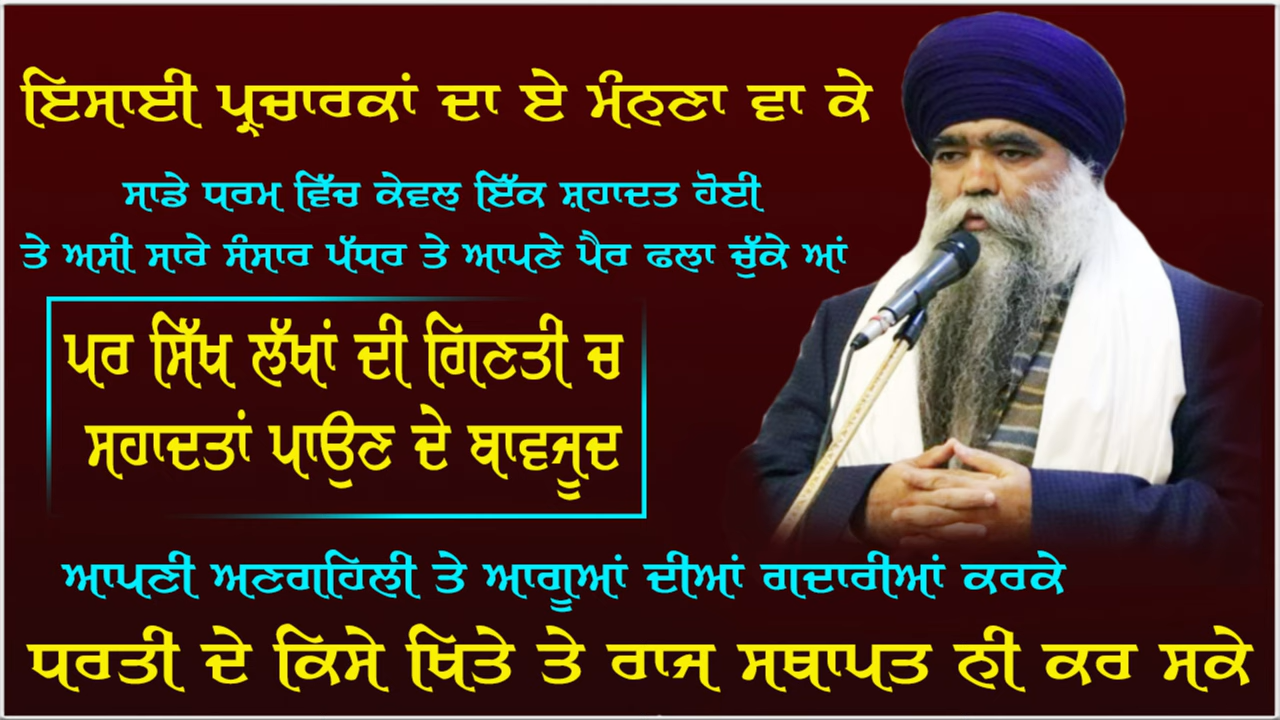 ਇਸਾਈ ਪ੍ਰਚਾਰਕਾਂ ਦਾ ਏ ਮੰਨਣਾ ਵਾ ਕੇ
ਸਾਡੇ ਧਰਮ ਵਿੱਚ ਕੇਵਲ ਇੱਕ ਸ਼ਹਾਦਤ ਹੋਈ
ਤੇ ਅਸੀ ਸਾਰੇ ਸੰਸਾਰ ਪੱਧਰ ਤੇ ਆਪਣੇ ਪੈਰ ਫਲਾ ਚੁੱਕੇ ਆਂ
ਪਰ ਸਿੱਖ ਲੱਖਾਂ ਦੀ ਗਿਣਤੀ ਚ
ਸਹਾਦਤਾਂ ਪਾਉਣ ਦੇ ਬਾਵਜੂਦ
ਆਪਣੀ ਅਣਗਹਿਲੀ ਤੇ ਆਗੂਆਂ ਦੀਆਂ ਗਦਾਰੀਆਂ ਕਰਕੇ
ਧਰਤੀ ਦੇ ਕਿਸੇ ਖਿਤੇ ਤੇ ਰਾਜ ਸਥਾਪਤ ਨੀ ਕਰ ਸਕੇ